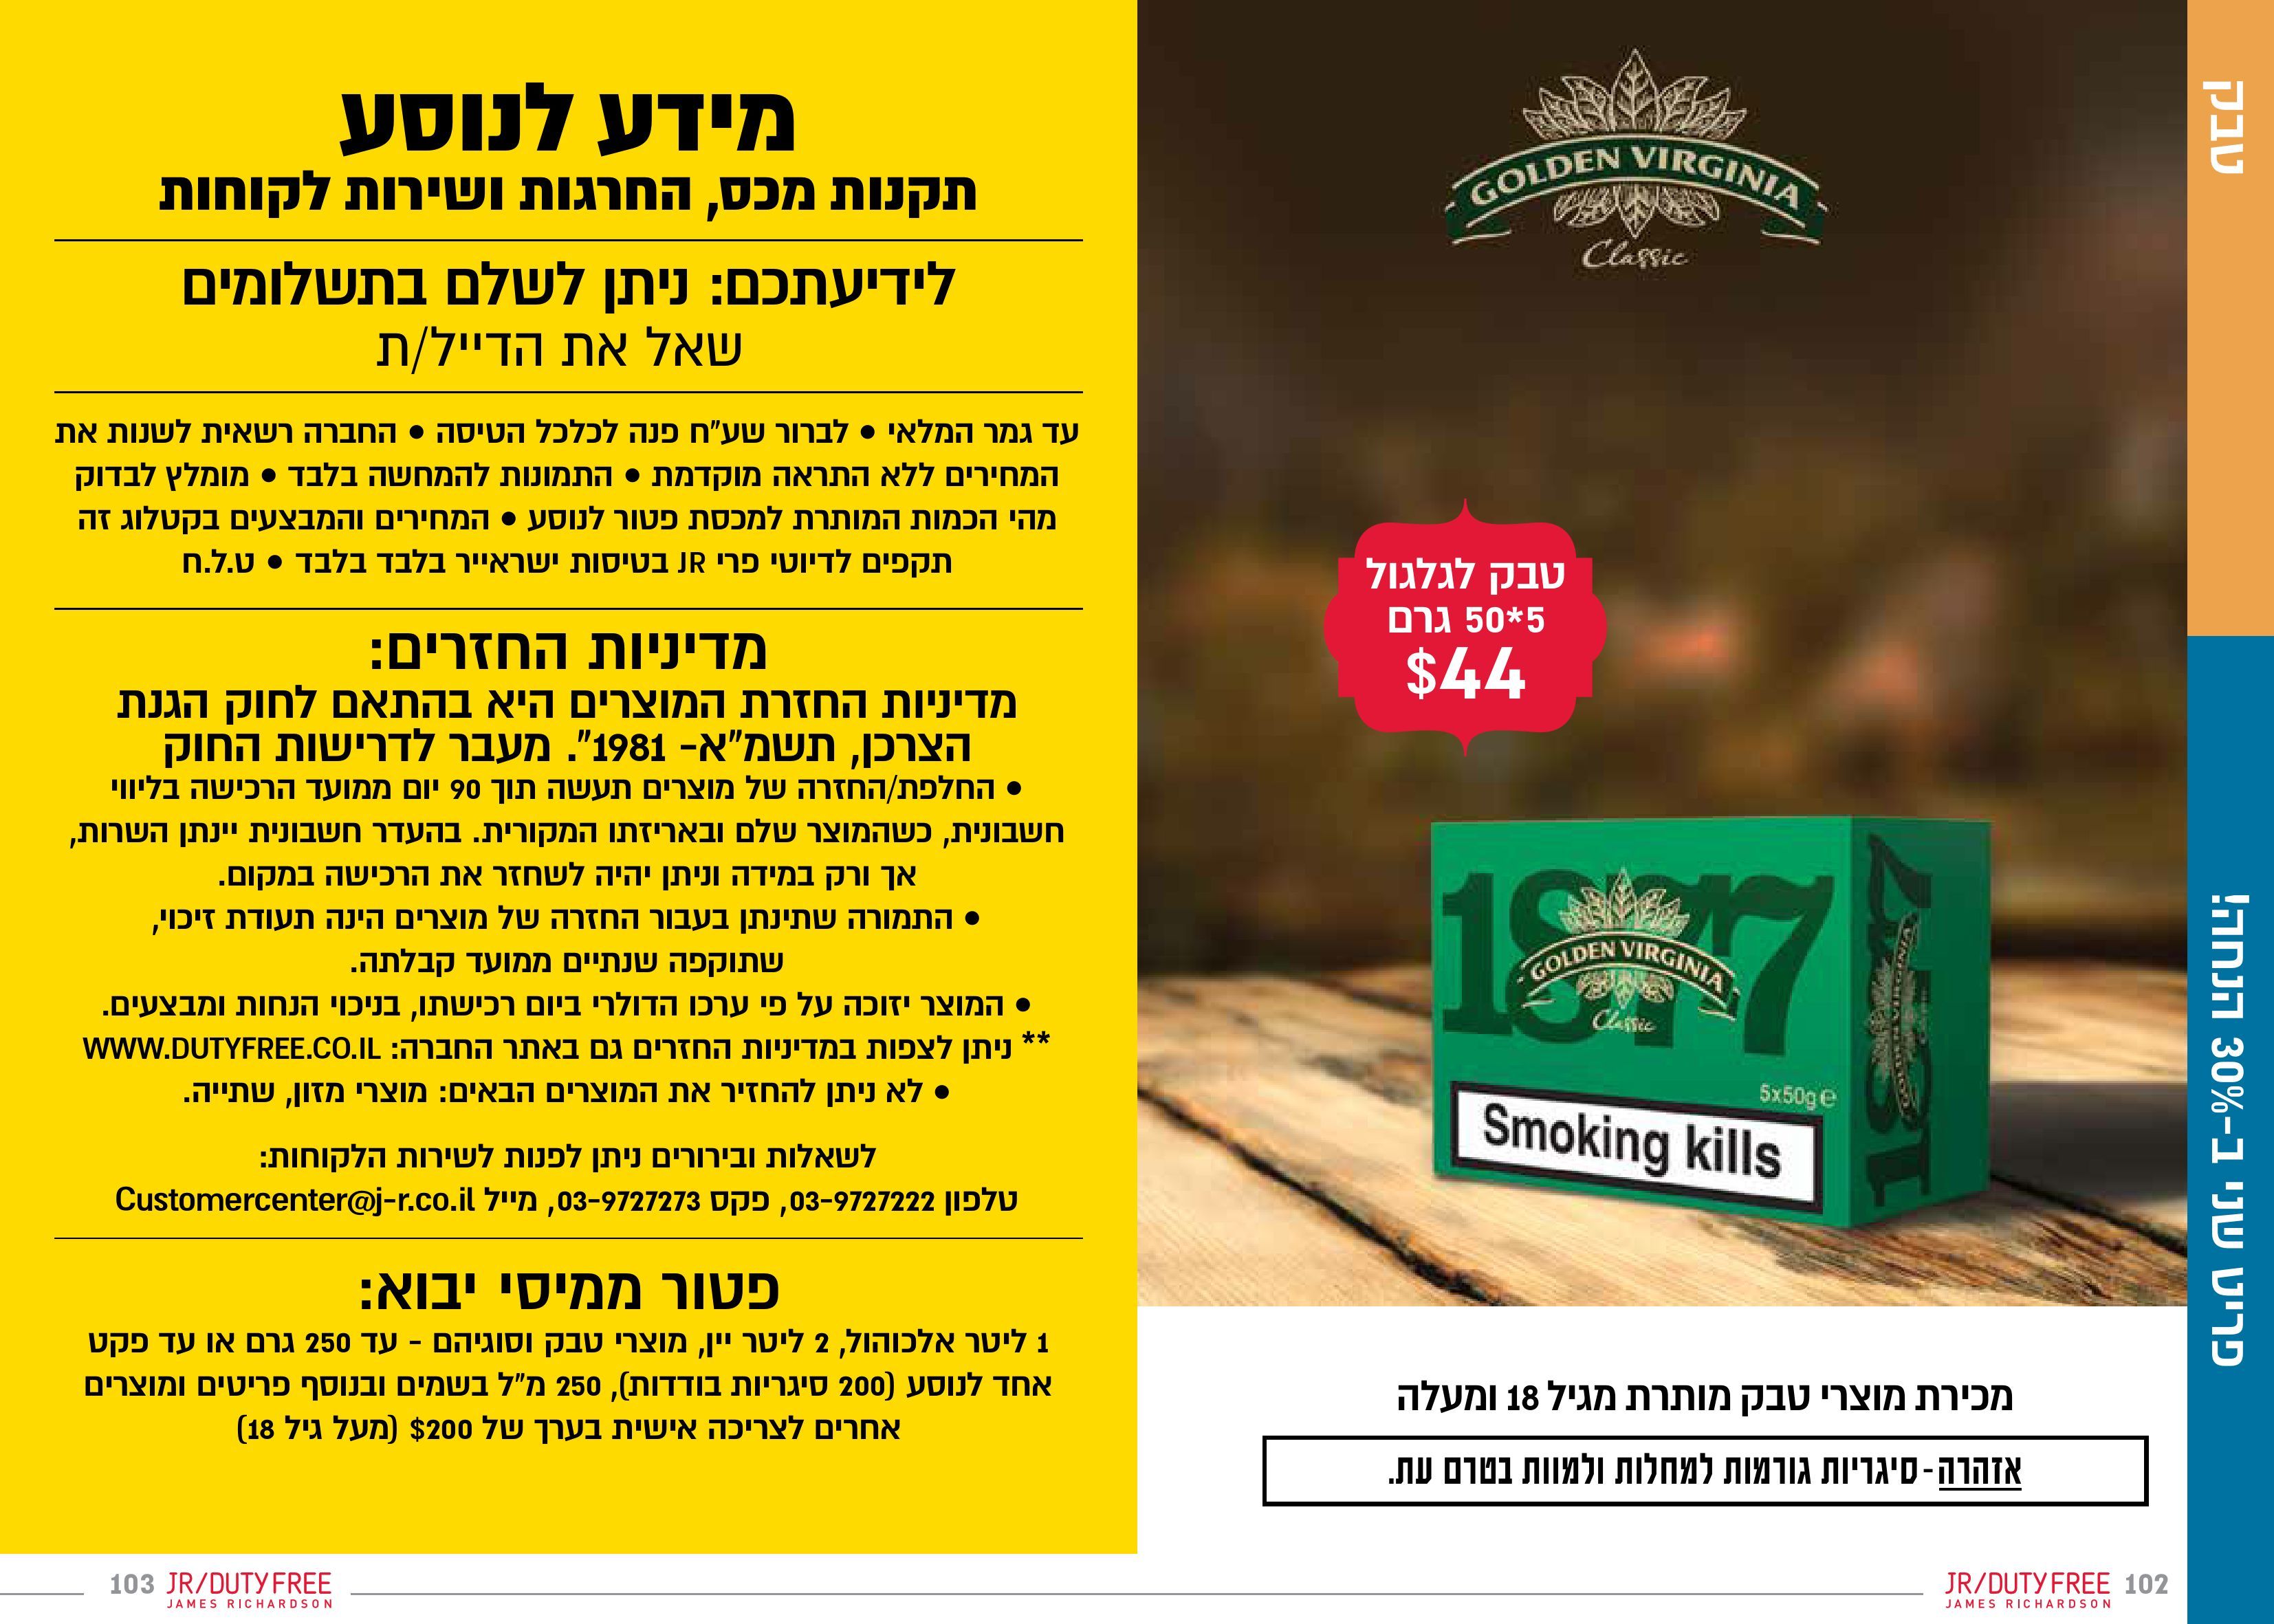 טבק
פריט שני ב-30% הנחה!
GOLDEN VIRGINIA
Classic
טבק לגלגול
5*50 גרם
$44
1877
GOLDEN VIRGINIA
Classic
5x50g e
Smoking kills
1877
GOLDEN VIRGINIA
מכירת מוצרי טבק מותרת מגיל 18 ומעלה
אזהרה - סיגריות גורמות למחלות ולמוות בטרם עת.
JR/DUTY FREE 102
JAMES RICHARDSON
מידע לנוסע
תקנות מכס, החרגות ושירות לקוחות
לידיעתכם: ניתן לשלם בתשלומים
שאל את הדייל/ת
עד גמר המלאי • לברור שע"ח פנה לכלכל הטיסה • החברה רשאית לשנות את
המחירים ללא התראה מוקדמת • התמונות להמחשה בלבד • מומלץ לבדוק
מהי הכמות המותרת למכסת פטור לנוסע • המחירים והמבצעים בקטלוג זה
תקפים לדיוטי פרי JR בטיסות ישראייר בלבד בלבד • ט.ל.ח
מדיניות החזרים:
מדיניות החזרת המוצרים היא בהתאם לחוק הגנת
הצרכן, תשמ"א- 1981". מעבר לדרישות החוק
• החלפת/החזרה של מוצרים תעשה תוך 90 יום ממועד הרכישה בליווי
חשבונית, כשהמוצר שלם ובאריזתו המקורית. בהעדר חשבונית יינתן השרות,
אך ורק במידה וניתן יהיה לשחזר את הרכישה במקום.
• התמורה שתינתן בעבור החזרה של מוצרים הינה תעודת זיכוי,
שתוקפה שנתיים ממועד קבלתה.
• המוצר יזוכה על פי ערכו הדולרי ביום רכישתו, בניכוי הנחות ומבצעים.
** ניתן לצפות במדיניות החזרים גם באתר החברה: WWW.DUTYFREE.CO.IL
• לא ניתן להחזיר את המוצרים הבאים: מוצרי מזון, שתייה.
לשאלות ובירורים ניתן לפנות לשירות הלקוחות:
טלפון 03-9727222, פקס 03-9727273, מייל Customercenter@j-r.co.il
פטור ממיסי יבוא:
1 ליטר אלכוהול, 2 ליטר יין, מוצרי טבק וסוגיהם - עד 250 גרם או עד פקט
אחד לנוסע (200 סיגריות בודדות), 250 מ"ל בשמים ובנוסף פריטים ומוצרים
אחרים לצריכה אישית בערך של 200$ (מעל גיל 18)
103 JR/DUTY FREE
JAMES RICHARDSON